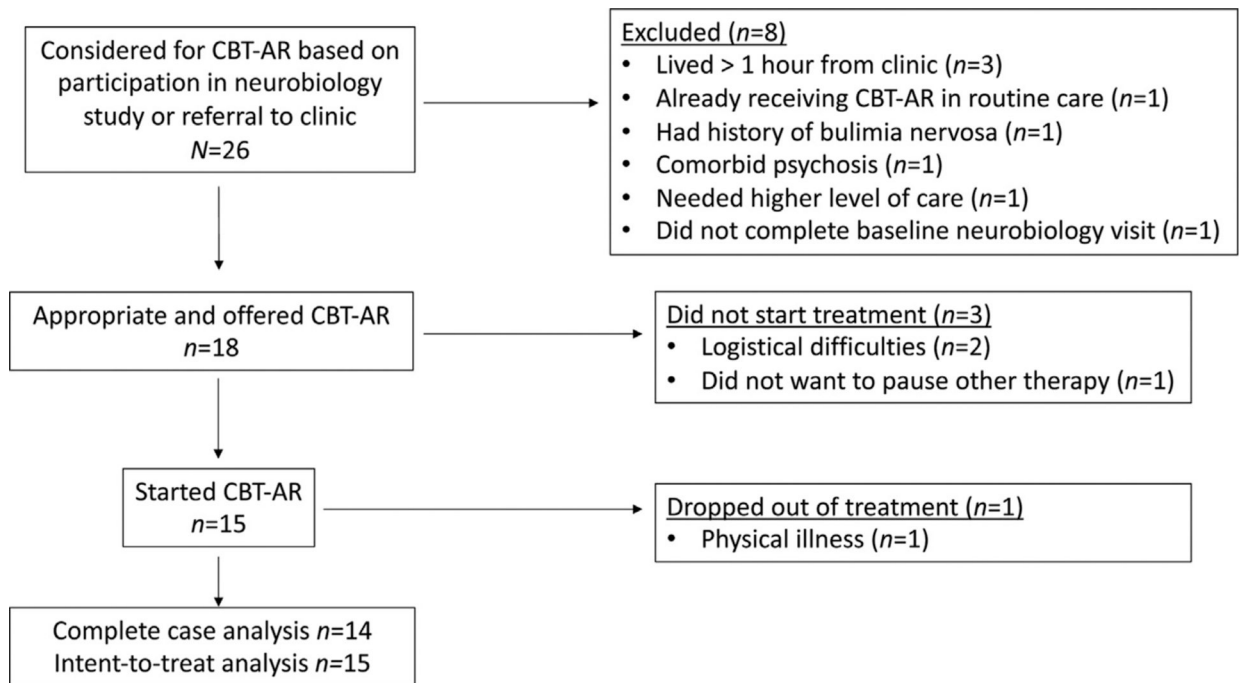 Considered for CBT-AR based on
participation in neurobiology
study or referral to clinic
N=26
Excluded (n=8)
• Lived > 1 hour from clinic (n=3)
• Already receiving CBT-AR in routine care (n=1)
• Had history of bulimia nervosa (n=1)
• Comorbid psychosis (n=1)
• Needed higher level of care (n=1)
• Did not complete baseline neurobiology visit (n=1)
Appropriate and offered CBT-AR
n=18
Did not start treatment (n=3)
• Logistical difficulties (n=2)
• Did not want to pause other therapy (n=1)
Started CBT-AR
n=15
Dropped out of treatment (n=1)
• Physical illness (n=1)
Complete case analysis n=14
Intent-to-treat analysis n=15